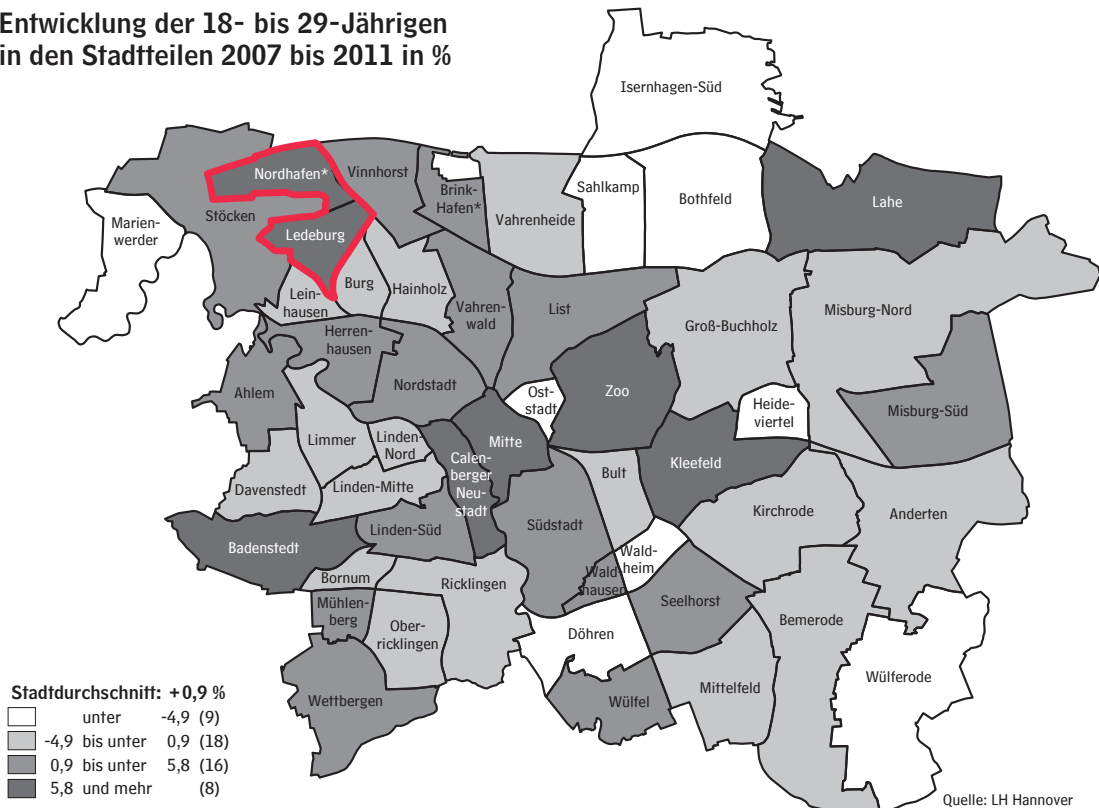 Entwicklung der 18- bis 29-Jährigen
in den Stadtteilen 2007 bis 2011 in %
Isernhagen-Süd
Nordhafen*
Vinnhorst
Brink-
Hafen*
Sahlkamp
Bothfeld
Lahe
Stöcken
Vahrenheide
Marien-
werder
Ledeburg
Burg
Hainholz
Lein-
hausen
Vahren-
wald
List
Misburg-Nord
Groß-Buchholz
Herren-
hausen
Nordstadt
Ahlem
Ost-
stadt
Zoo
Heide-
viertel
Misburg-Süd
Limmer
Linden-
Nord
Mitte
Calen-
berger
Neu-
stadt
Bult
Kleefeld
Davenstedt
Linden-Mitte
Kirchrode
Anderten
Linden-Süd
Südstadt
Badenstedt
Wald-
heim
Wald-
hausen
Bornum
Ricklingen
Seelhorst
Mühlen-
berg
Ober-
ricklingen
Döhren
Bemerode
Wülferode
Wettbergen
Wülfel
Mittelfeld
Stadtdurchschnitt: +0,9 %
unter -4,9 (9)
-4,9 bis unter 0,9 (18)
0,9 bis unter 5,8 (16)
5,8 und mehr (8)
Quelle: LH Hannover